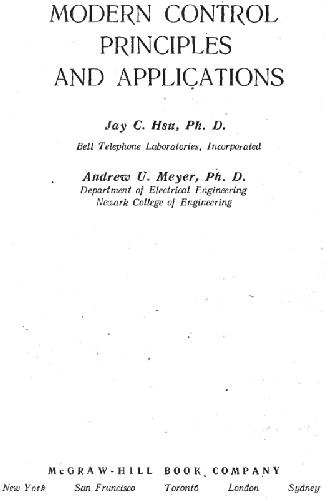 MODERN CONTROL
PRINCIPLES
AND APPLICATIONS
Jay C. Hsu, Ph. D.
Bell Telephone Laboratories, Incorporated
Andrew U. Meyer, Ph. D.
Department of Electrical Engineering
Newark College of Engineering
McGRAW-HILL BOOK COMPANY
New York San Francisco Toronto London Sydney